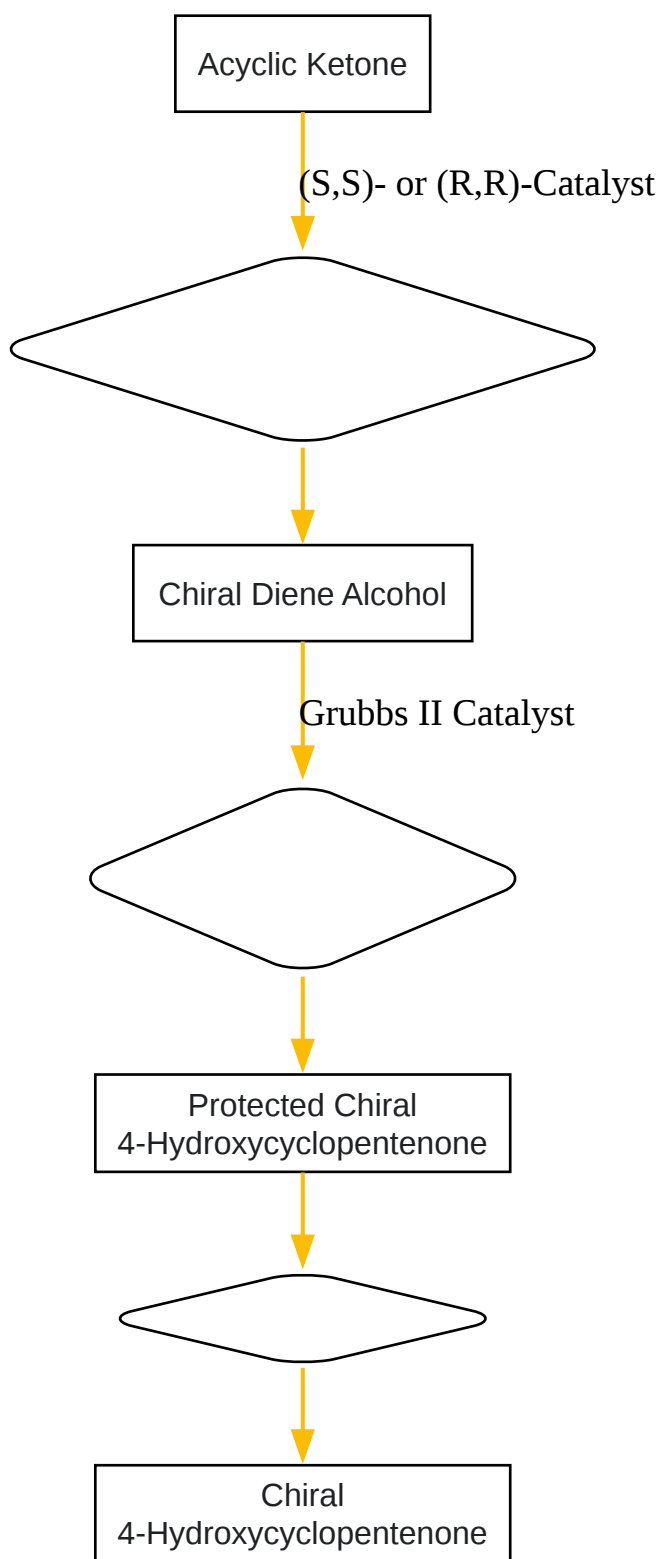 Acyclic Ketone
(S,S)- or (R,R)-Catalyst
Chiral Diene Alcohol
Grubbs II Catalyst
Protected Chiral
4-Hydroxycyclopentenone
Chiral
4-Hydroxycyclopentenone